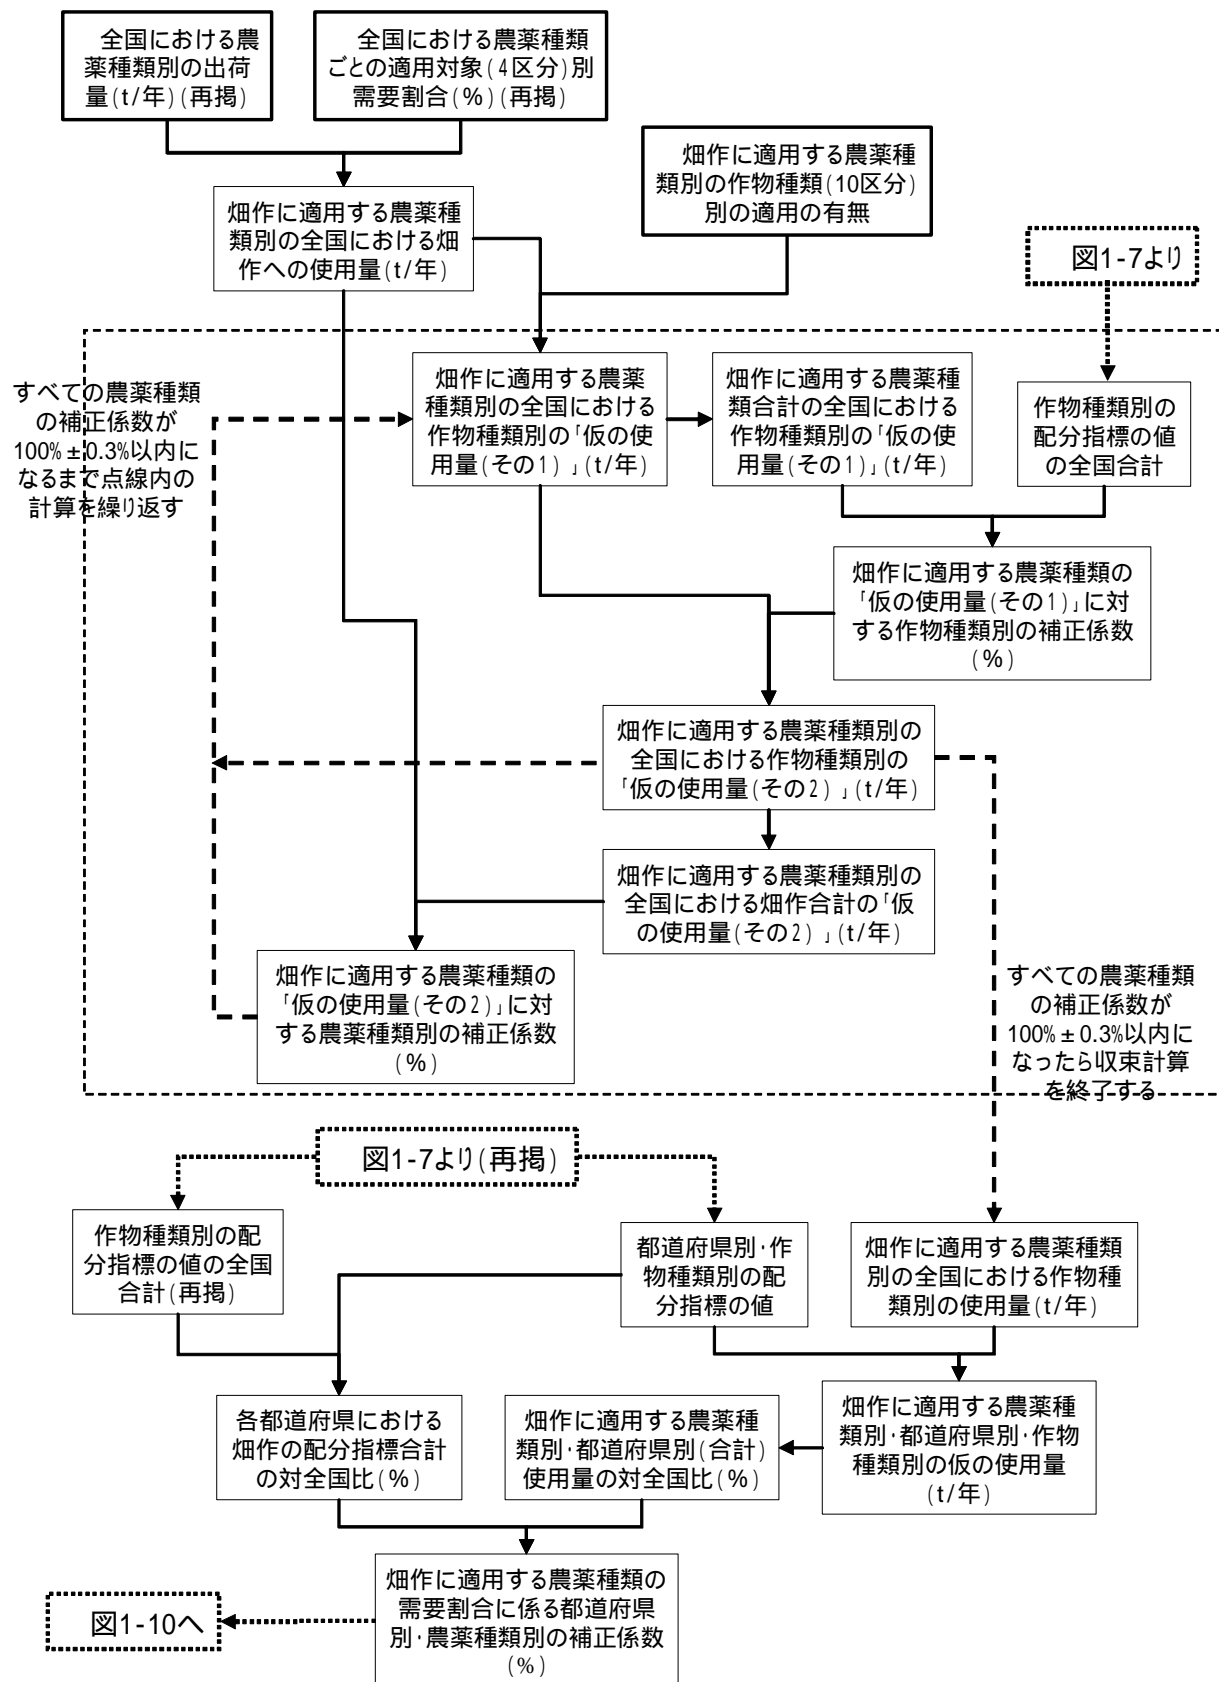 全国における農
薬種類別の出荷
量(t/年)(再掲)
全国における農薬種類
ごとの適用対象(4区分)別
需要割合(%)(再掲)
畑作に適用する農薬種
類別の作物種類(10区分)
別の適用の有無
畑作に適用する農薬種
類別の全国における畑
作への使用量(t/年)
図1-7より
すべての農薬種類
の補正係数が
100%±0.3%以内に
なるまで点線内の
計算を繰り返す
畑作に適用する農薬
種類別の全国における
作物種類別の「仮の使
用量(その1)」(t/年)
畑作に適用する農薬種
類合計の全国における
作物種類別の「仮の使
用量(その1)」(t/年)
作物種類別の
配分指標の値
の全国合計
畑作に適用する農薬種類の
「仮の使用量(その1)」に対
する作物種類別の補正係数
(%)
畑作に適用する農薬種類別の
全国における作物種類別の
「仮の使用量(その2)」(t/年)
畑作に適用する農薬種類別の
全国における畑作合計の「仮
の使用量(その2)」(t/年)
畑作に適用する農薬種類の
「仮の使用量(その2)」に対
する農薬種類別の補正係数
(%)
すべての農薬種類
の補正係数が
100%±0.3%以内に
なったら収束計算
を終了する
図1-7より(再掲)
作物種類別の配
分指標の値の全国
合計(再掲)
都道府県別・作
物種類別の配
分指標の値
畑作に適用する農薬種類
別の全国における作物種
類別の使用量(t/年)
各都道府県における
畑作の配分指標合計
の対全国比(%)
畑作に適用する農薬種
類別・都道府県別(合計)
使用量の対全国比(%)
畑作に適用する農薬種
類別・都道府県別・作物
種類別の仮の使用量
(t/年)
畑作に適用する農薬種類の
需要割合に係る都道府県
別・農薬種類別の補正係数
(%)
図1-10へ